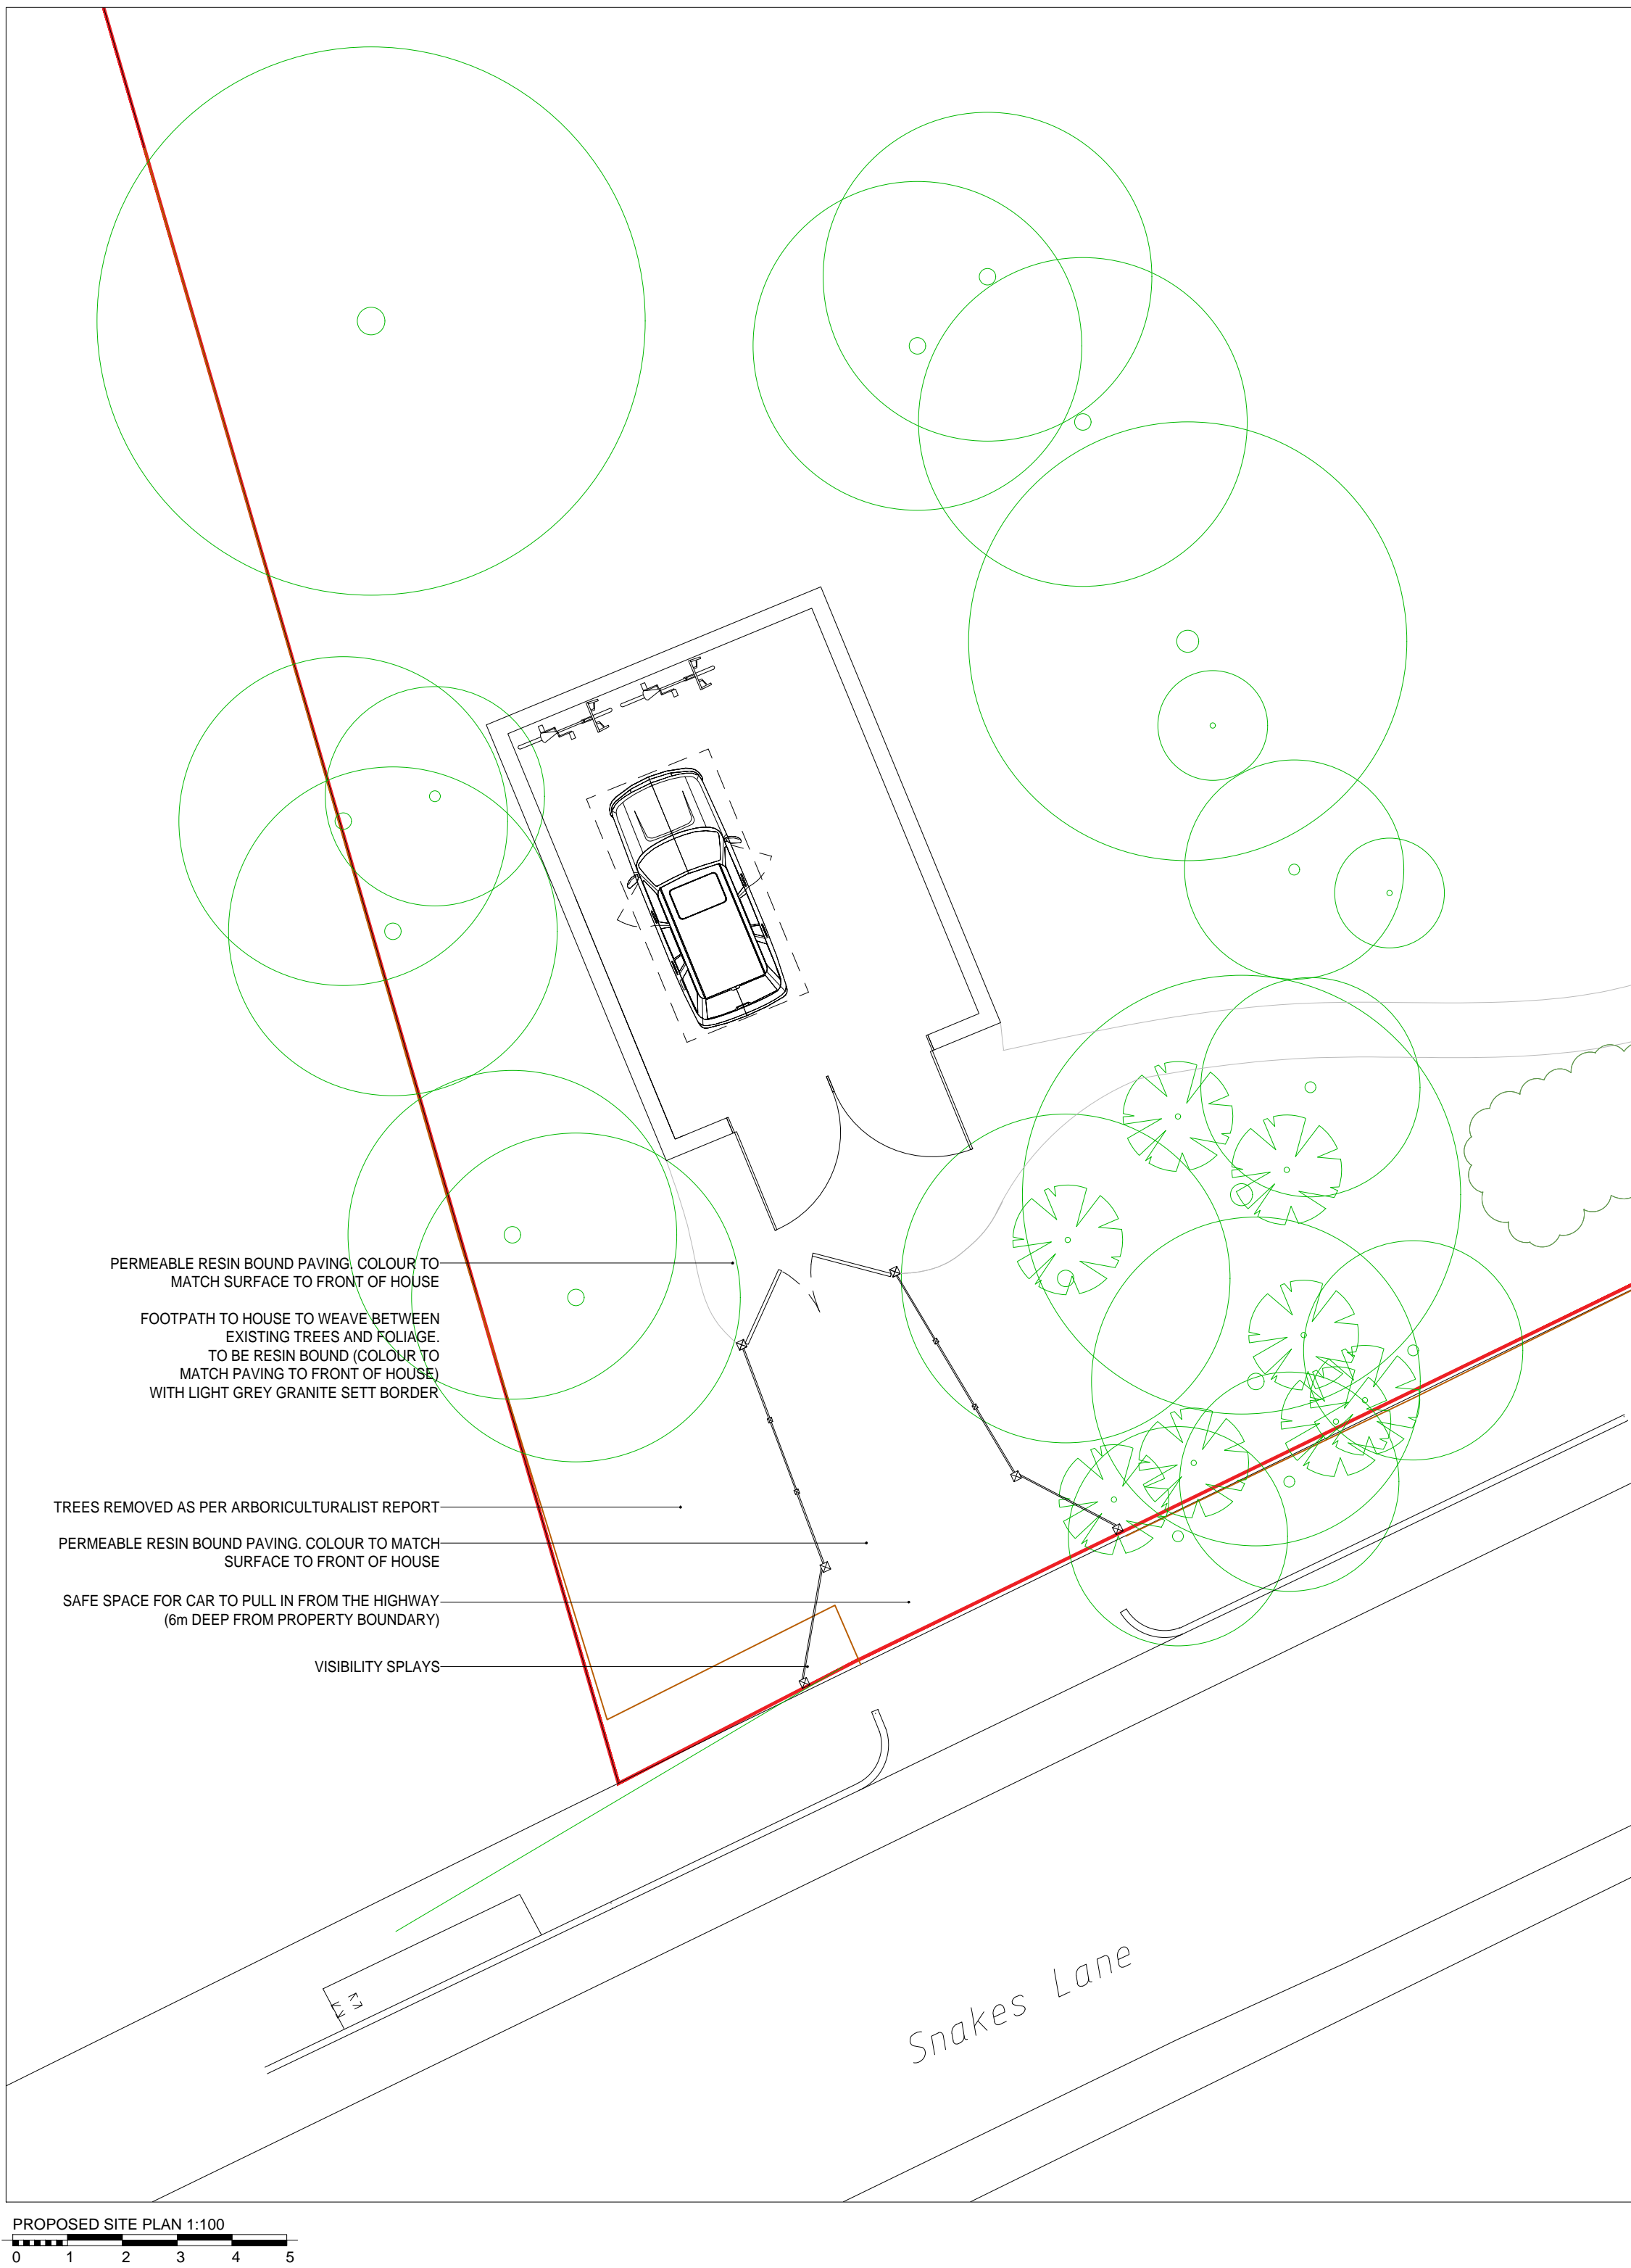 PERMEABLE RESIN BOUND PAVING. COLOUR TO
MATCH SURFACE TO FRONT OF HOUSE
FOOTPATH TO HOUSE TO WEAVE BETWEEN
EXISTING TREES AND FOLIAGE.
TO BE RESIN BOUND (COLOUR TO
MATCH PAVING TO FRONT OF HOUSE)
WITH LIGHT GREY GRANITE SETT BORDER
TREES REMOVED AS PER ARBORICULTURALIST REPORT
PERMEABLE RESIN BOUND PAVING. COLOUR TO MATCH
SURFACE TO FRONT OF HOUSE
SAFE SPACE FOR CAR TO PULL IN FROM THE HIGHWAY
(6m DEEP FROM PROPERTY BOUNDARY)
VISIBILITY SPLAYS
Snakes Lane
PROPOSED SITE PLAN 1:100
0 1 2 3 4 5